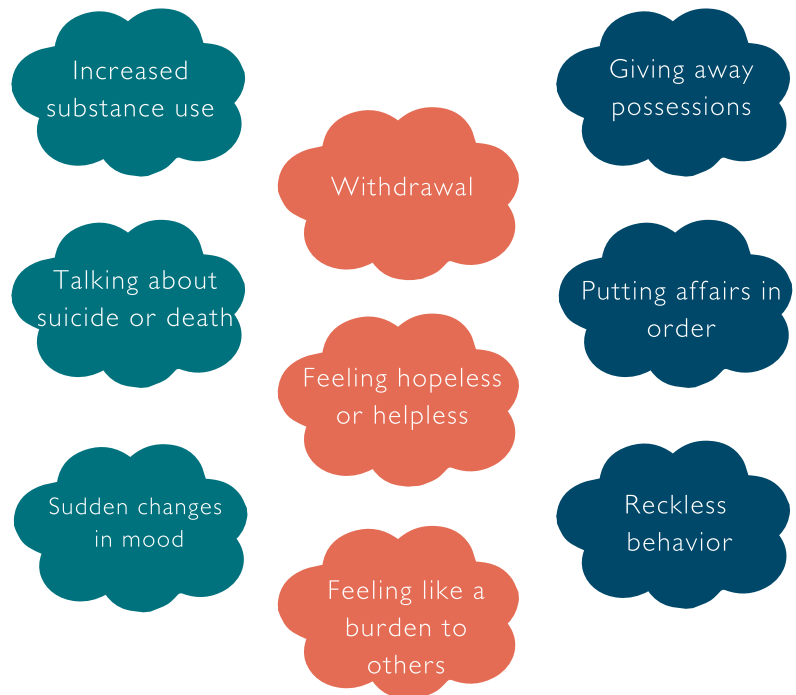 Increased
substance use
Talking about
suicide or death
Sudden changes
in mood
Withdrawal
Feeling hopeless
or helpless
Feeling like a
burden to
others
Giving away
possessions
Putting affairs in
order
Reckless
behavior